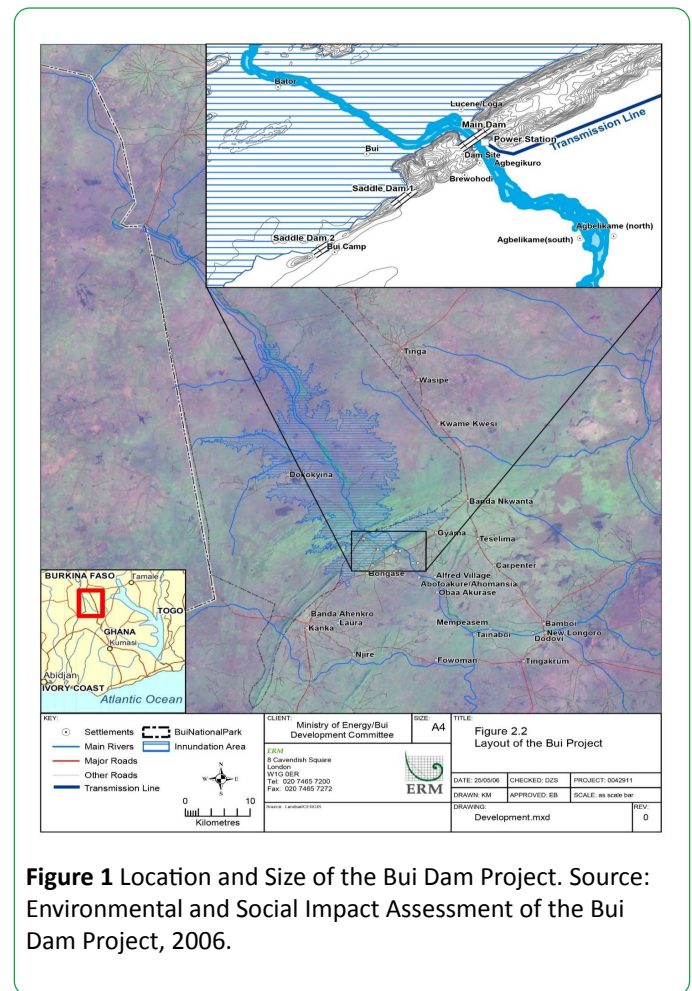 Bator
Lucene/Loga
Main Dam
Power Station
Transmission Line
Bui
Dam Site
Agbegikuro
Brewohodi
Saddle Dam 1
Saddle Dam 2
Bui Camp
Agbelikame (north)
Agbelikame(south)
Tinga
Wasipe
Kwame Kwesi
Dokokyina
Banda Nkwanta
Gyama
Teselima
Bongase
Carpenter
Alfred Village
Abofoakure/Ahomansia
Obaa Akurase
Banda Ahenkro
Laura
Kanka
Mempeasem
Tainaboi
Bamboi
New Longoro
Dodovi
Njire
Fowoman
Tingakrum
BURKINA FASO
Tamale
TOGO
GHANA
Kumasi
Abidjan
IVORY COAST
Atlantic Ocean
KEY:
Settlements
BuiNationalPark
Main Rivers
Innundation Area
Major Roads
Other Roads
Transmission Line
N
W
E
S
0 10
Kilometres
CLIENT:
Ministry of Energy/Bui
Development Committee
SIZE:
A4
TITLE:
Figure 2.2
Layout of the Bui Project
ERM
8 Cavendish Square
London
W1G 0ER
Tel: 020 7465 7200
Fax: 020 7465 7272
ERM
DATE: 25/05/06
CHECKED: DZS
PROJECT: 0042911
DRAWN: KM
APPROVED: EB
SCALE: as scale bar
DRAWING:
Development.mxd
REV:
0
Figure 1 Location and Size of the Bui Dam Project. Source:
Environmental and Social Impact Assessment of the Bui
Dam Project, 2006.